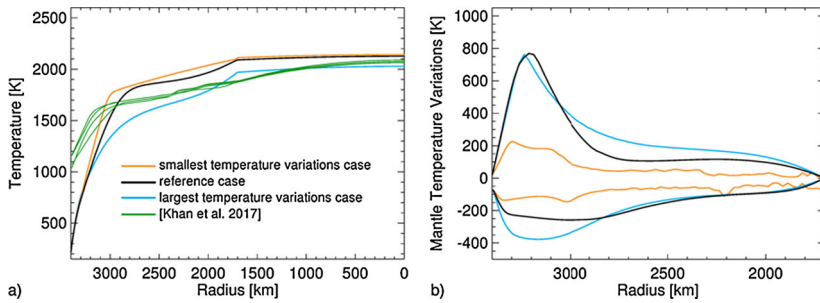 2500
2000
1500
1000
500
Temperature [K]
smallest temperature variations case
reference case
largest temperature variations case
[Khan et al. 2017]
3000 2500 2000 1500 1000 500 0
Radius [km]
a)
1000
800
600
400
200
0
-200
-400
Mantle Temperature Variations [K]
3000 2500 2000
Radius [km]
b)